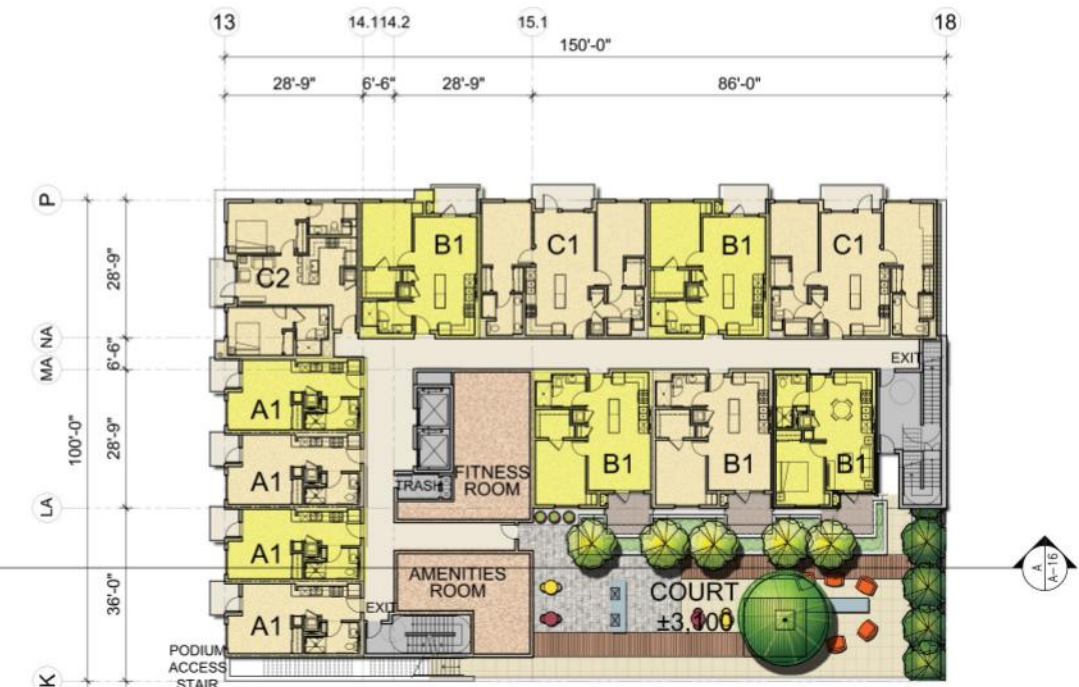 13
14.1
14.2
15.1
18
150'-0"
28'-9"
6'-6"
28'-9"
86'-0"
P
NA
MA
LA
K
100'-0"
28'-9"
6'-6"
28'-9"
36'-0"
C2
B1
C1
B1
C1
EXIT
A1
A1
A1
A1
TRASH
FITNESS
ROOM
B1
B1
B1
AMENITIES
ROOM
EXIT
COURT
±3,100
PODIUM
ACCESS
STAIR
A
A-16